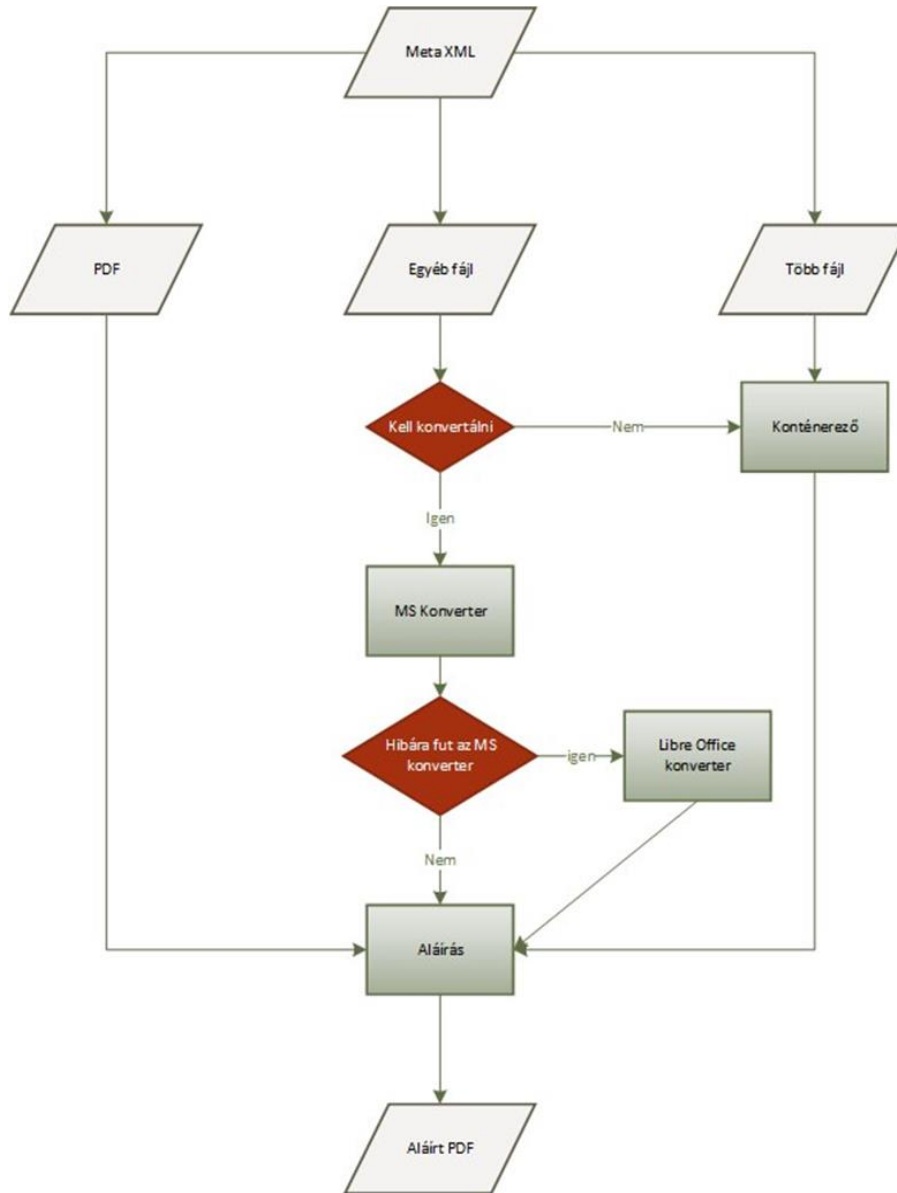 Meta XML
PDF
Egyéb fájl
Több fájl
Kell konvertálni
Nem
Konténerező
Igen
MS Konverter
Hibára fut az MS
konverter
igen
Libre Office
konverter
Nem
Aláírás
Aláírt PDF